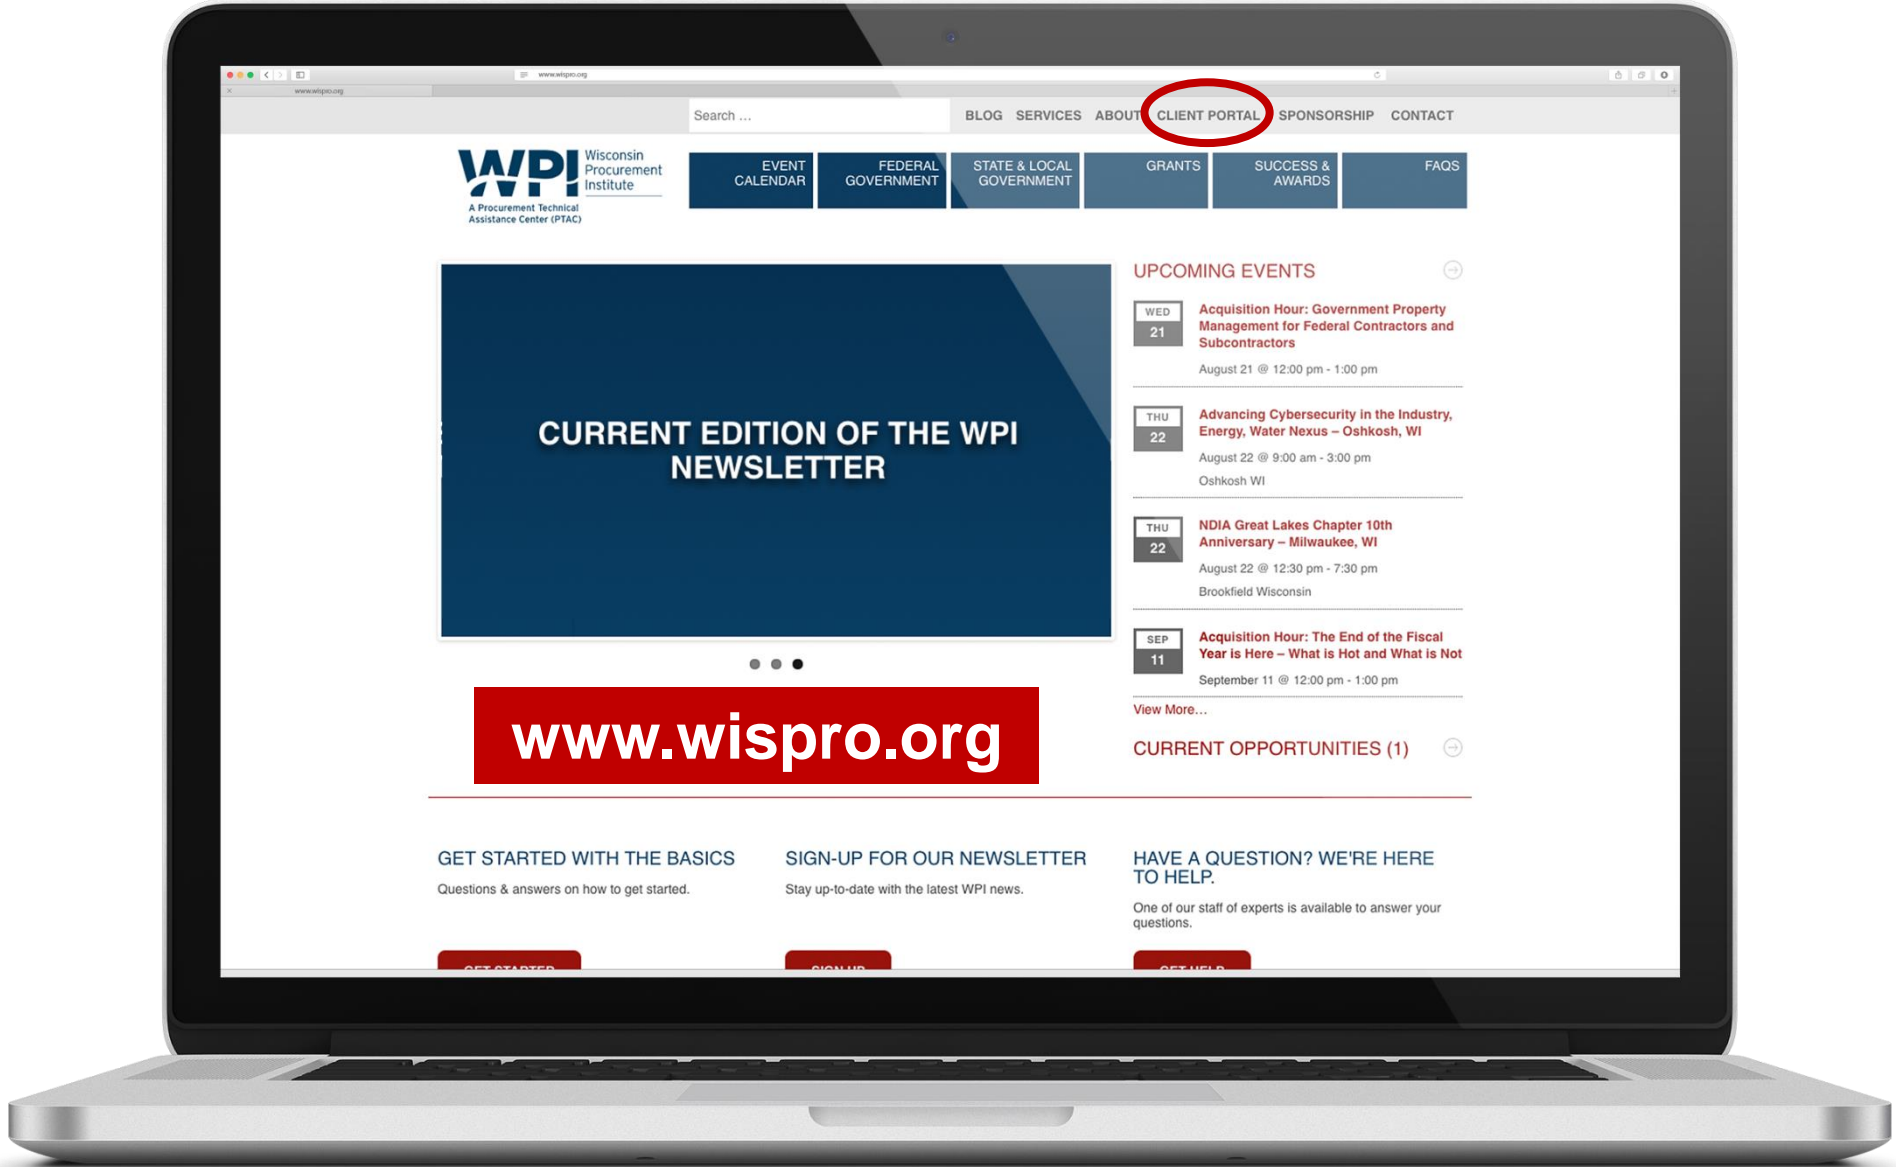 www.wispro.org
www.wispro.org
Search ...
BLOG SERVICES ABOUT CLIENT PORTAL SPONSORSHIP CONTACT
WPI Wisconsin
Procurement
Institute
A Procurement Technical
Assistance Center (PTAC)
EVENT
CALENDAR
FEDERAL
GOVERNMENT
STATE & LOCAL
GOVERNMENT
GRANTS
SUCCESS &
AWARDS
FAQS
CURRENT EDITION OF THE WPI
NEWSLETTER
www.wispro.org
UPCOMING EVENTS
WED
21
Acquisition Hour: Government Property
Management for Federal Contractors and
Subcontractors
August 21 @ 12:00 pm - 1:00 pm
THU
22
Advancing Cybersecurity in the Industry,
Energy, Water Nexus – Oshkosh, WI
August 22 @ 9:00 am - 3:00 pm
Oshkosh WI
THU
22
NDIA Great Lakes Chapter 10th
Anniversary – Milwaukee, WI
August 22 @ 12:30 pm - 7:30 pm
Brookfield Wisconsin
SEP
11
Acquisition Hour: The End of the Fiscal
Year is Here – What is Hot and What is Not
September 11 @ 12:00 pm - 1:00 pm
View More...
CURRENT OPPORTUNITIES (1)
GET STARTED WITH THE BASICS
Questions & answers on how to get started.
GET STARTED
SIGN-UP FOR OUR NEWSLETTER
Stay up-to-date with the latest WPI news.
SIGN UP
HAVE A QUESTION? WE'RE HERE
TO HELP.
One of our staff of experts is available to answer your
questions.
GET HELP